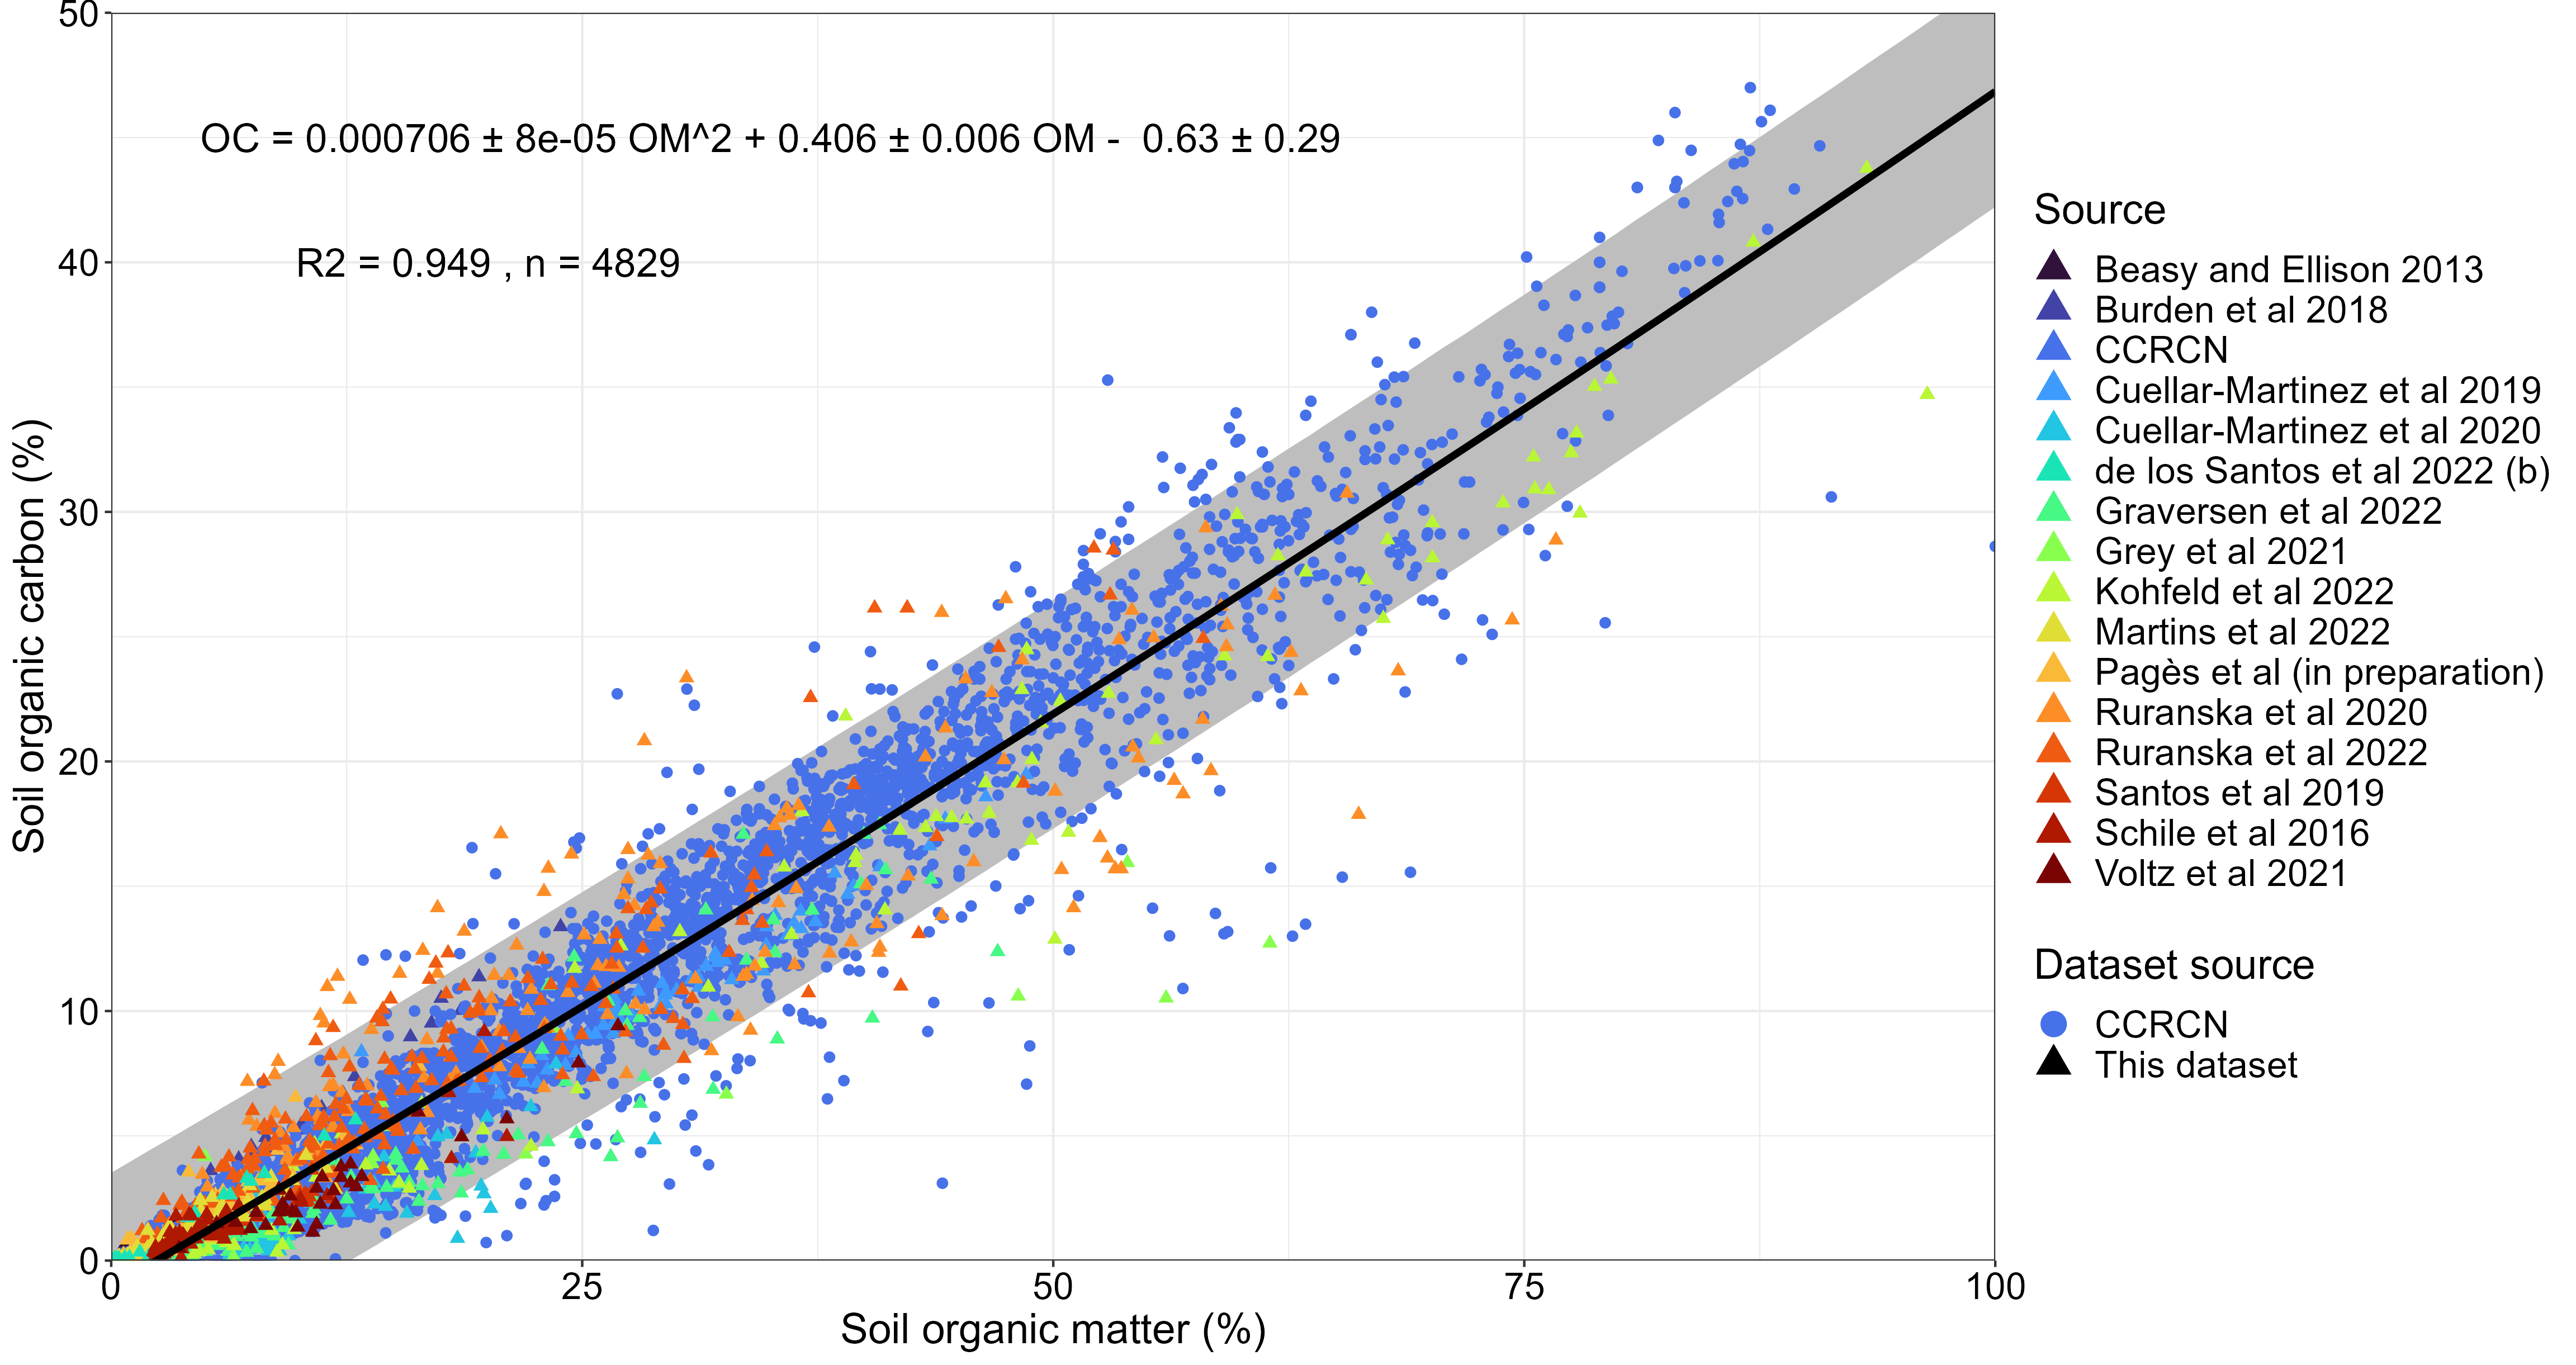 OC = 0.000706 ± 8e-05 OM^2 + 0.406 ± 0.006 OM - 0.63 ± 0.29
R2 = 0.949 , n = 4829
Soil organic carbon (%)
50
40
30
20
10
0
0 25 50 75 100
Soil organic matter (%)
Source
Beasy and Ellison 2013
Burden et al 2018
CCRCN
Cuellar-Martinez et al 2019
Cuellar-Martinez et al 2020
de los Santos et al 2022 (b)
Graversen et al 2022
Grey et al 2021
Kohfeld et al 2022
Martins et al 2022
Pagès et al (in preparation)
Ruranska et al 2020
Ruranska et al 2022
Santos et al 2019
Schile et al 2016
Voltz et al 2021
Dataset source
CCRCN
This dataset